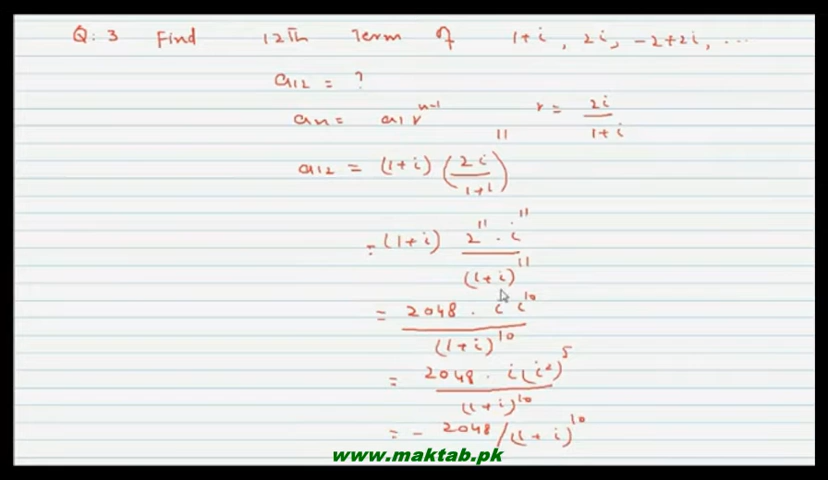 Q: 3 Find 12Th Term of 1+i, 2i, -2+2i, ...
a12 = ?
an = a1 r^n-1 r = 2i/1+i
a12 = (1+i) (2i/1+i)^11
= (1+i) 2^11 . i^11 / (1+i)^11
= 2048 . i i^10 / (1+i)^10
= 2048 . i (i^2)^5 / (1+i)^10
= - 2048/(1+i)^10
www.maktab.pk